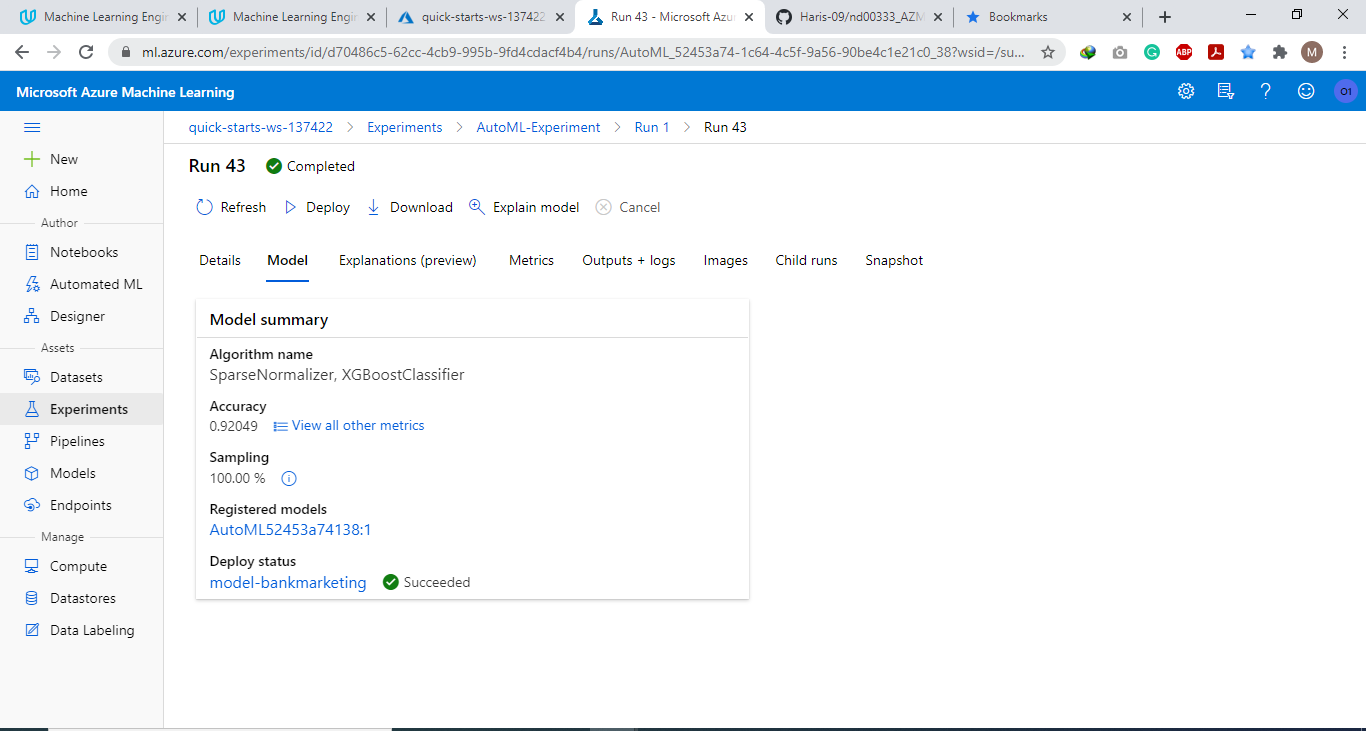 Machine Learning Engin
Machine Learning Engin
quick-starts-ws-137422
Run 43 - Microsoft Azu
Haris-09/nd00333_AZM
Bookmarks
ml.azure.com/experiments/id/d70486c5-62cc-4cb9-995b-9fd4cdacf4b4/runs/AutoML_52453a74-1c64-4c5f-9a56-90be4c1e21c0_38?wsid=/su...
ABP
M
Microsoft Azure Machine Learning
O1
quick-starts-ws-137422 > Experiments > AutoML-Experiment > Run 1 > Run 43
New
Home
Author
Notebooks
Automated ML
Designer
Assets
Datasets
Experiments
Pipelines
Models
Endpoints
Manage
Compute
Datastores
Data Labeling
Run 43 Completed
Refresh Deploy Download Explain model Cancel
Details Model Explanations (preview) Metrics Outputs + logs Images Child runs Snapshot
Model summary
Algorithm name
SparseNormalizer, XGBoostClassifier
Accuracy
0.92049 View all other metrics
Sampling
100.00 %
Registered models
AutoML52453a74138:1
Deploy status
model-bankmarketing Succeeded